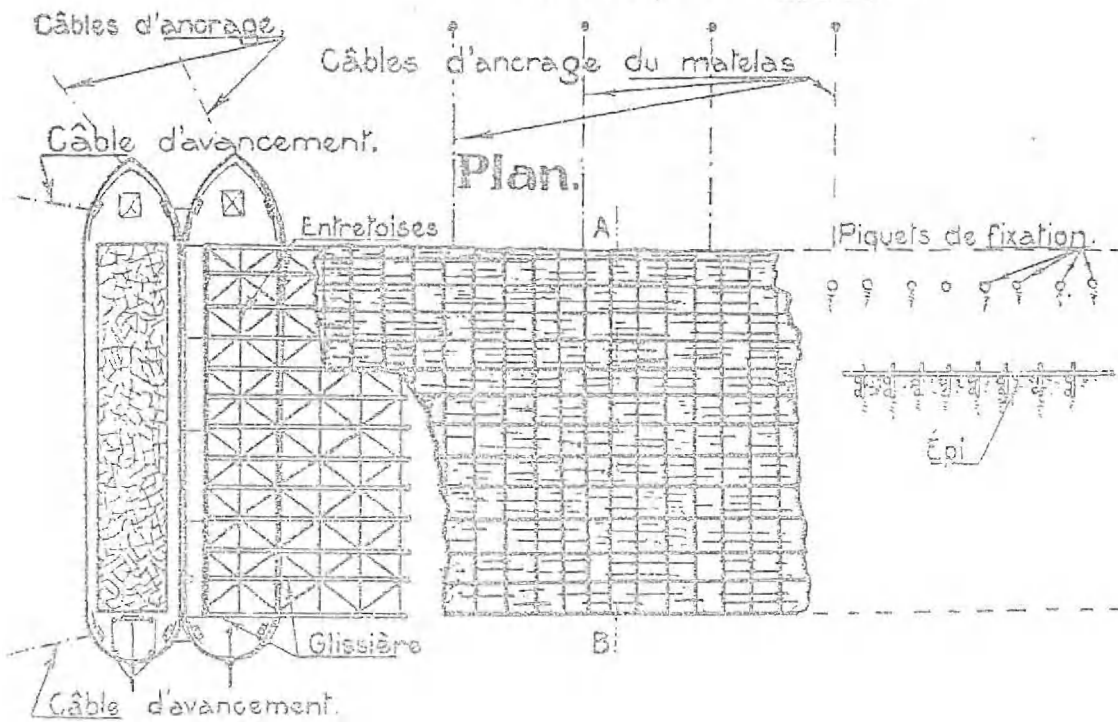 Câbles d'ancrage.
Câbles d'ancrage du matelas
Câble d'avancement.
Plan.
Entretoises
A
Piquets de fixation.
Épi
Glissière
B
Câble d'avancement.